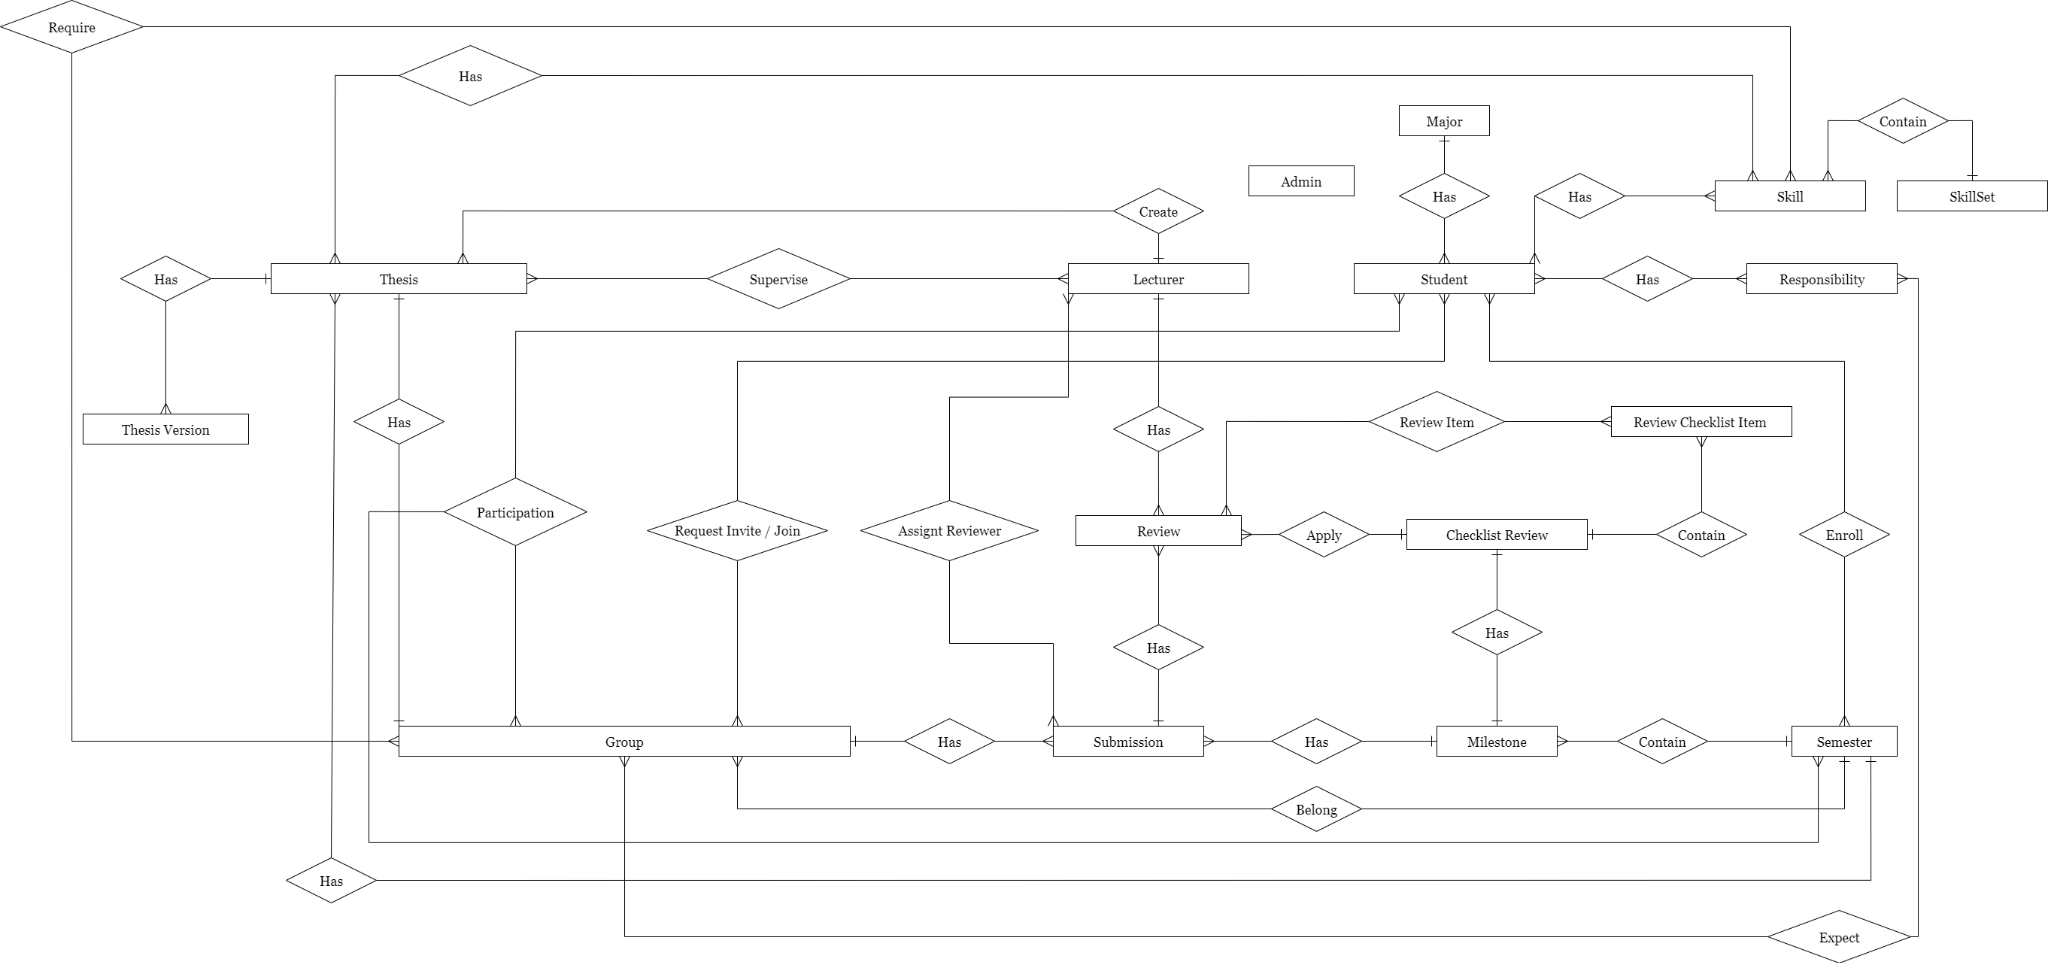 Require
Has
Major
Contain
Admin
Has
Has
Skill
SkillSet
Create
Has
Thesis
Supervise
Lecturer
Student
Has
Responsibility
Thesis Version
Has
Has
Review Item
Review Checklist Item
Participation
Request Invite / Join
Assignt Reviewer
Review
Apply
Checklist Review
Contain
Enroll
Has
Has
Group
Has
Submission
Has
Milestone
Contain
Semester
Belong
Has
Expect